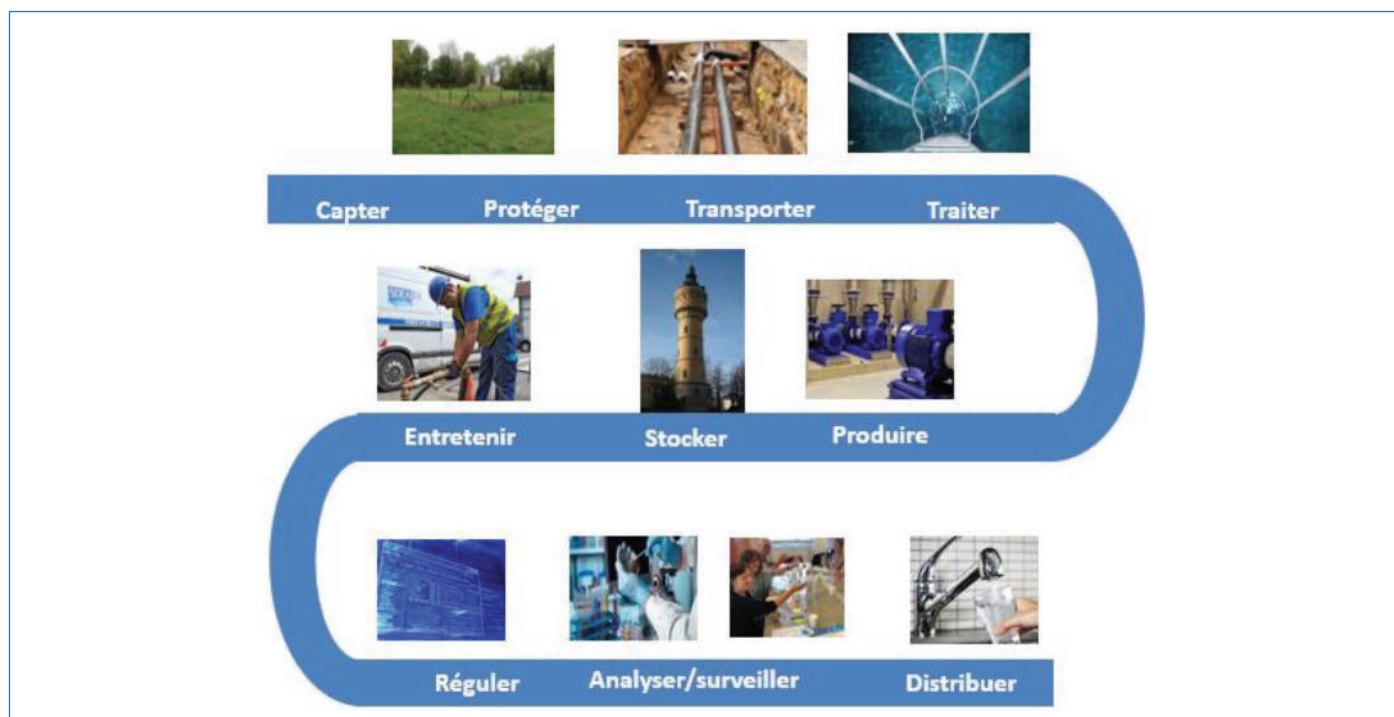 Capter Protéger Transporter Traiter
Entretenir Stocker Produire
Réguler Analyser/surveiller Distribuer